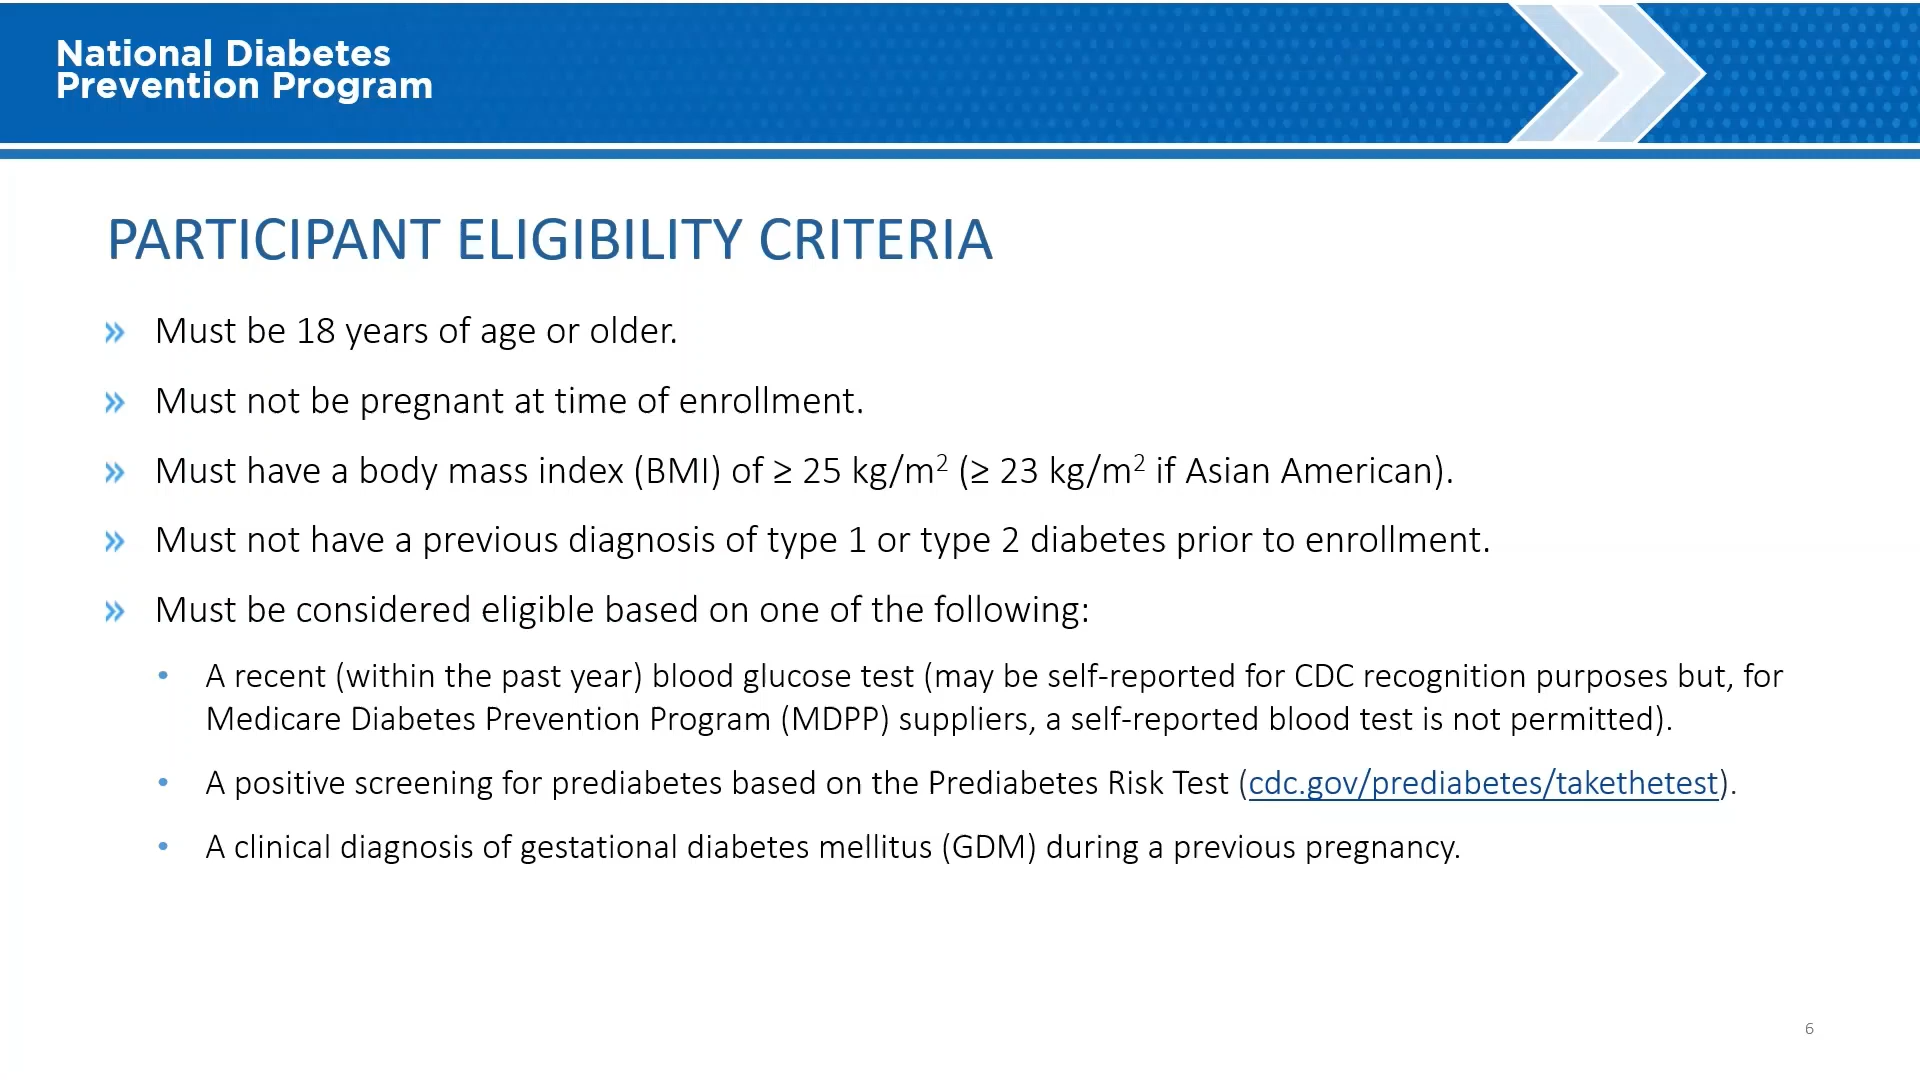 National Diabetes
Prevention Program
PARTICIPANT ELIGIBILITY CRITERIA
» Must be 18 years of age or older.
» Must not be pregnant at time of enrollment.
» Must have a body mass index (BMI) of ≥ 25 kg/m² (≥ 23 kg/m² if Asian American).
» Must not have a previous diagnosis of type 1 or type 2 diabetes prior to enrollment.
» Must be considered eligible based on one of the following:
• A recent (within the past year) blood glucose test (may be self-reported for CDC recognition purposes but, for
Medicare Diabetes Prevention Program (MDPP) suppliers, a self-reported blood test is not permitted).
• A positive screening for prediabetes based on the Prediabetes Risk Test (cdc.gov/prediabetes/takethetest).
• A clinical diagnosis of gestational diabetes mellitus (GDM) during a previous pregnancy.
6